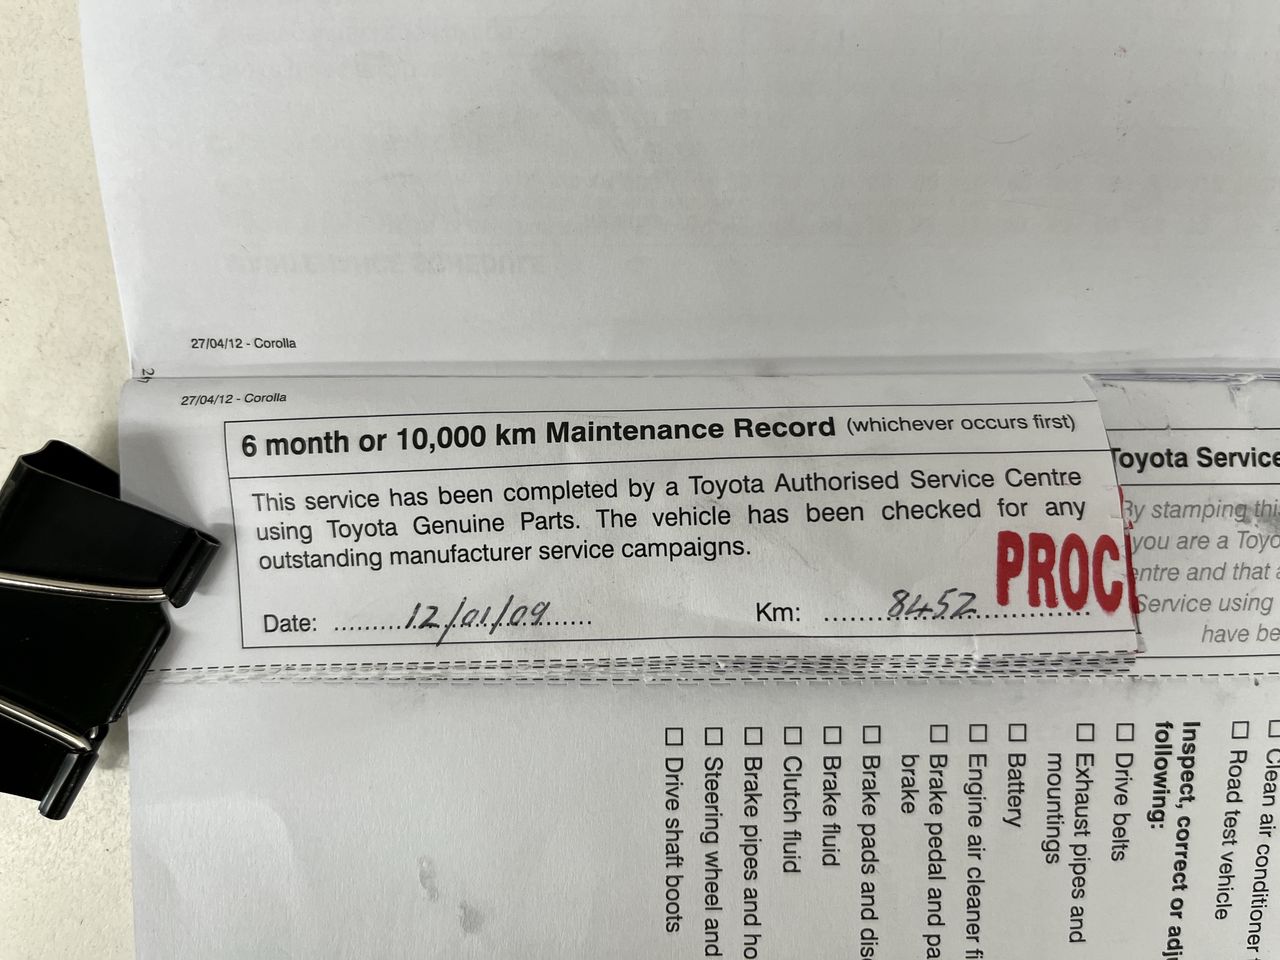 27/04/12 - Corolla
27/04/12 - Corolla
6 month or 10,000 km Maintenance Record (whichever occurs first)
This service has been completed by a Toyota Authorised Service Centre
using Toyota Genuine Parts. The vehicle has been checked for any
outstanding manufacturer service campaigns.
Date: 12/01/09 Km: 8452
PROC
Toyota Service
By stamping this
you are a Toyo
entre and that a
Service using
have be
Clean air conditioner
Road test vehicle
Inspect, correct or adju
following:
Drive belts
Exhaust pipes and
mountings
Battery
Engine air cleaner fi
Brake pedal and pa
brake
Brake pads and disc
Brake fluid
Clutch fluid
Brake pipes and ho
Steering wheel and
Drive shaft boots